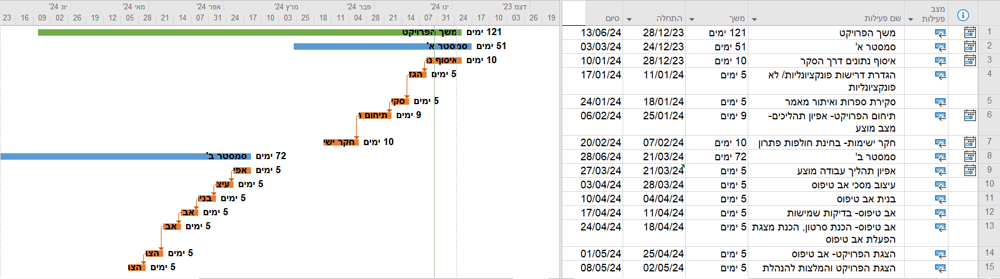 מצב פעילות שם פעילות משך התחלה סיום
1 משך הפרויקט 121 ימים 28/12/23 13/06/24
2 סמסטר א' 51 ימים 24/12/23 03/03/24
3 איסוף נתונים דרך הסקר 10 ימים 28/12/23 10/01/24
4 הגדרת דרישות פונקציונליות/ לא 5 ימים 11/01/24 17/01/24
פונקציונליות
5 סקירת ספרות ואיתור מאמר 5 ימים 18/01/24 24/01/24
6 תיחום הפרויקט- אפיון תהליכים- 9 ימים 25/01/24 06/02/24
מצב מוצע
7 חקר ישימות- בחינת חולפות פתרון 10 ימים 07/02/24 20/02/24
8 סמסטר ב' 72 ימים 21/03/24 28/06/24
9 אפיון תהליך עבודה מוצע 5 ימים 21/03/24 27/03/24
10 עיצוב מסכי אב טיפוס 5 ימים 28/03/24 03/04/24
11 בנית אב טיפוס 5 ימים 04/04/24 10/04/24
12 אב טיפוס- בדיקות שמישות 5 ימים 11/04/24 17/04/24
13 אב טיפוס- הכנת סרטון, הכנת מצגת 5 ימים 18/04/24 24/04/24
הפעלת אב טיפוס
14 הצגת הפרויקט- אב טיפוס 5 ימים 25/04/24 01/05/24
15 הצגת הפרויקט והמלצות להנהלת 5 ימים 02/05/24 08/05/24
דצמ 23' ינו 24' פבר 24' מרץ 24' אפר 24' מאי 24' יונ 24'
19 26 03 10 17 24 31 07 14 21 28 04 11 18 25 03 10 17 24 31 07 14 21 28 05 12 19 26 02 09 16 23
121 ימים משך הפרויקט
51 ימים סמסטר א'
10 ימים איסוף נ
5 ימים הגז
5 ימים סקי
9 ימים תיחום
10 ימים חקר ישי
72 ימים סמסטר ב'
5 ימים אפי
5 ימים עיצ
5 ימים בני
5 ימים אב
5 ימים אב
5 ימים הצג
5 ימים הצג